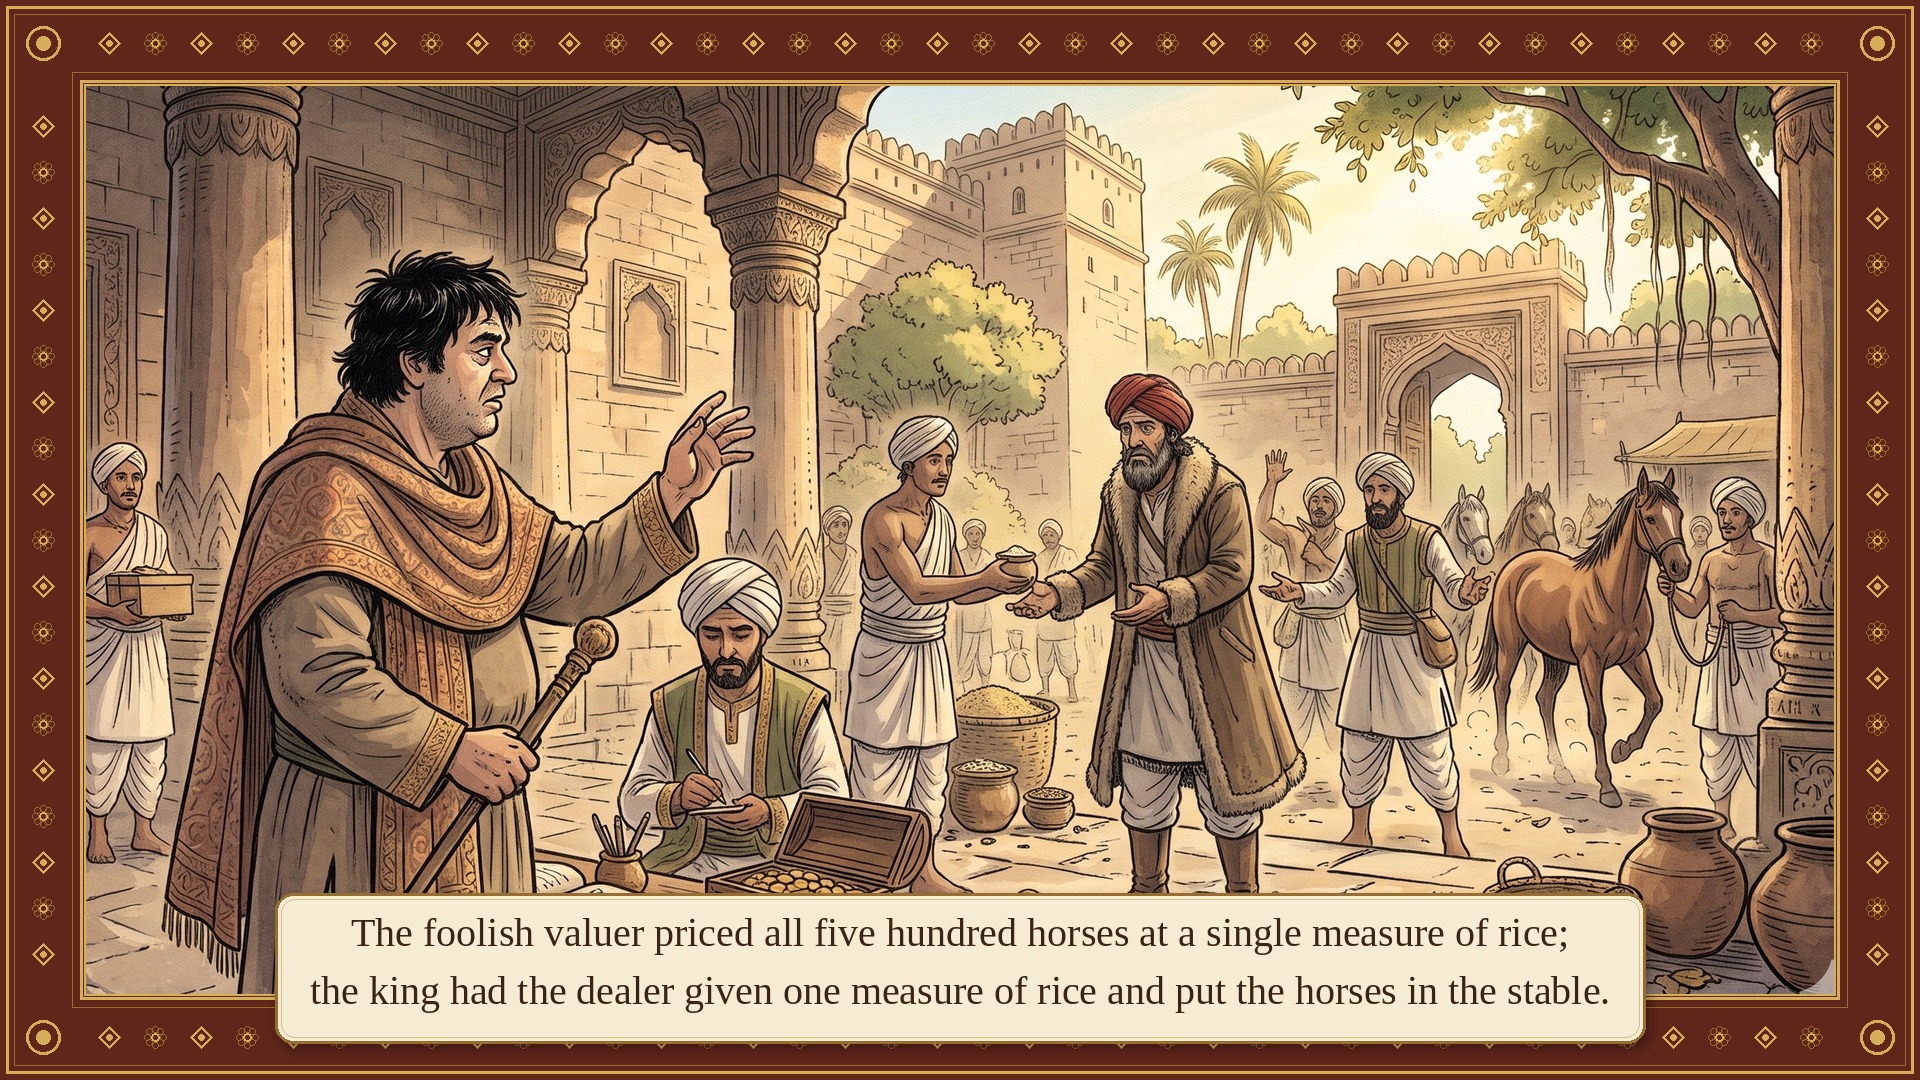 The foolish valuer priced all five hundred horses at a single measure of rice;
the king had the dealer given one measure of rice and put the horses in the stable.